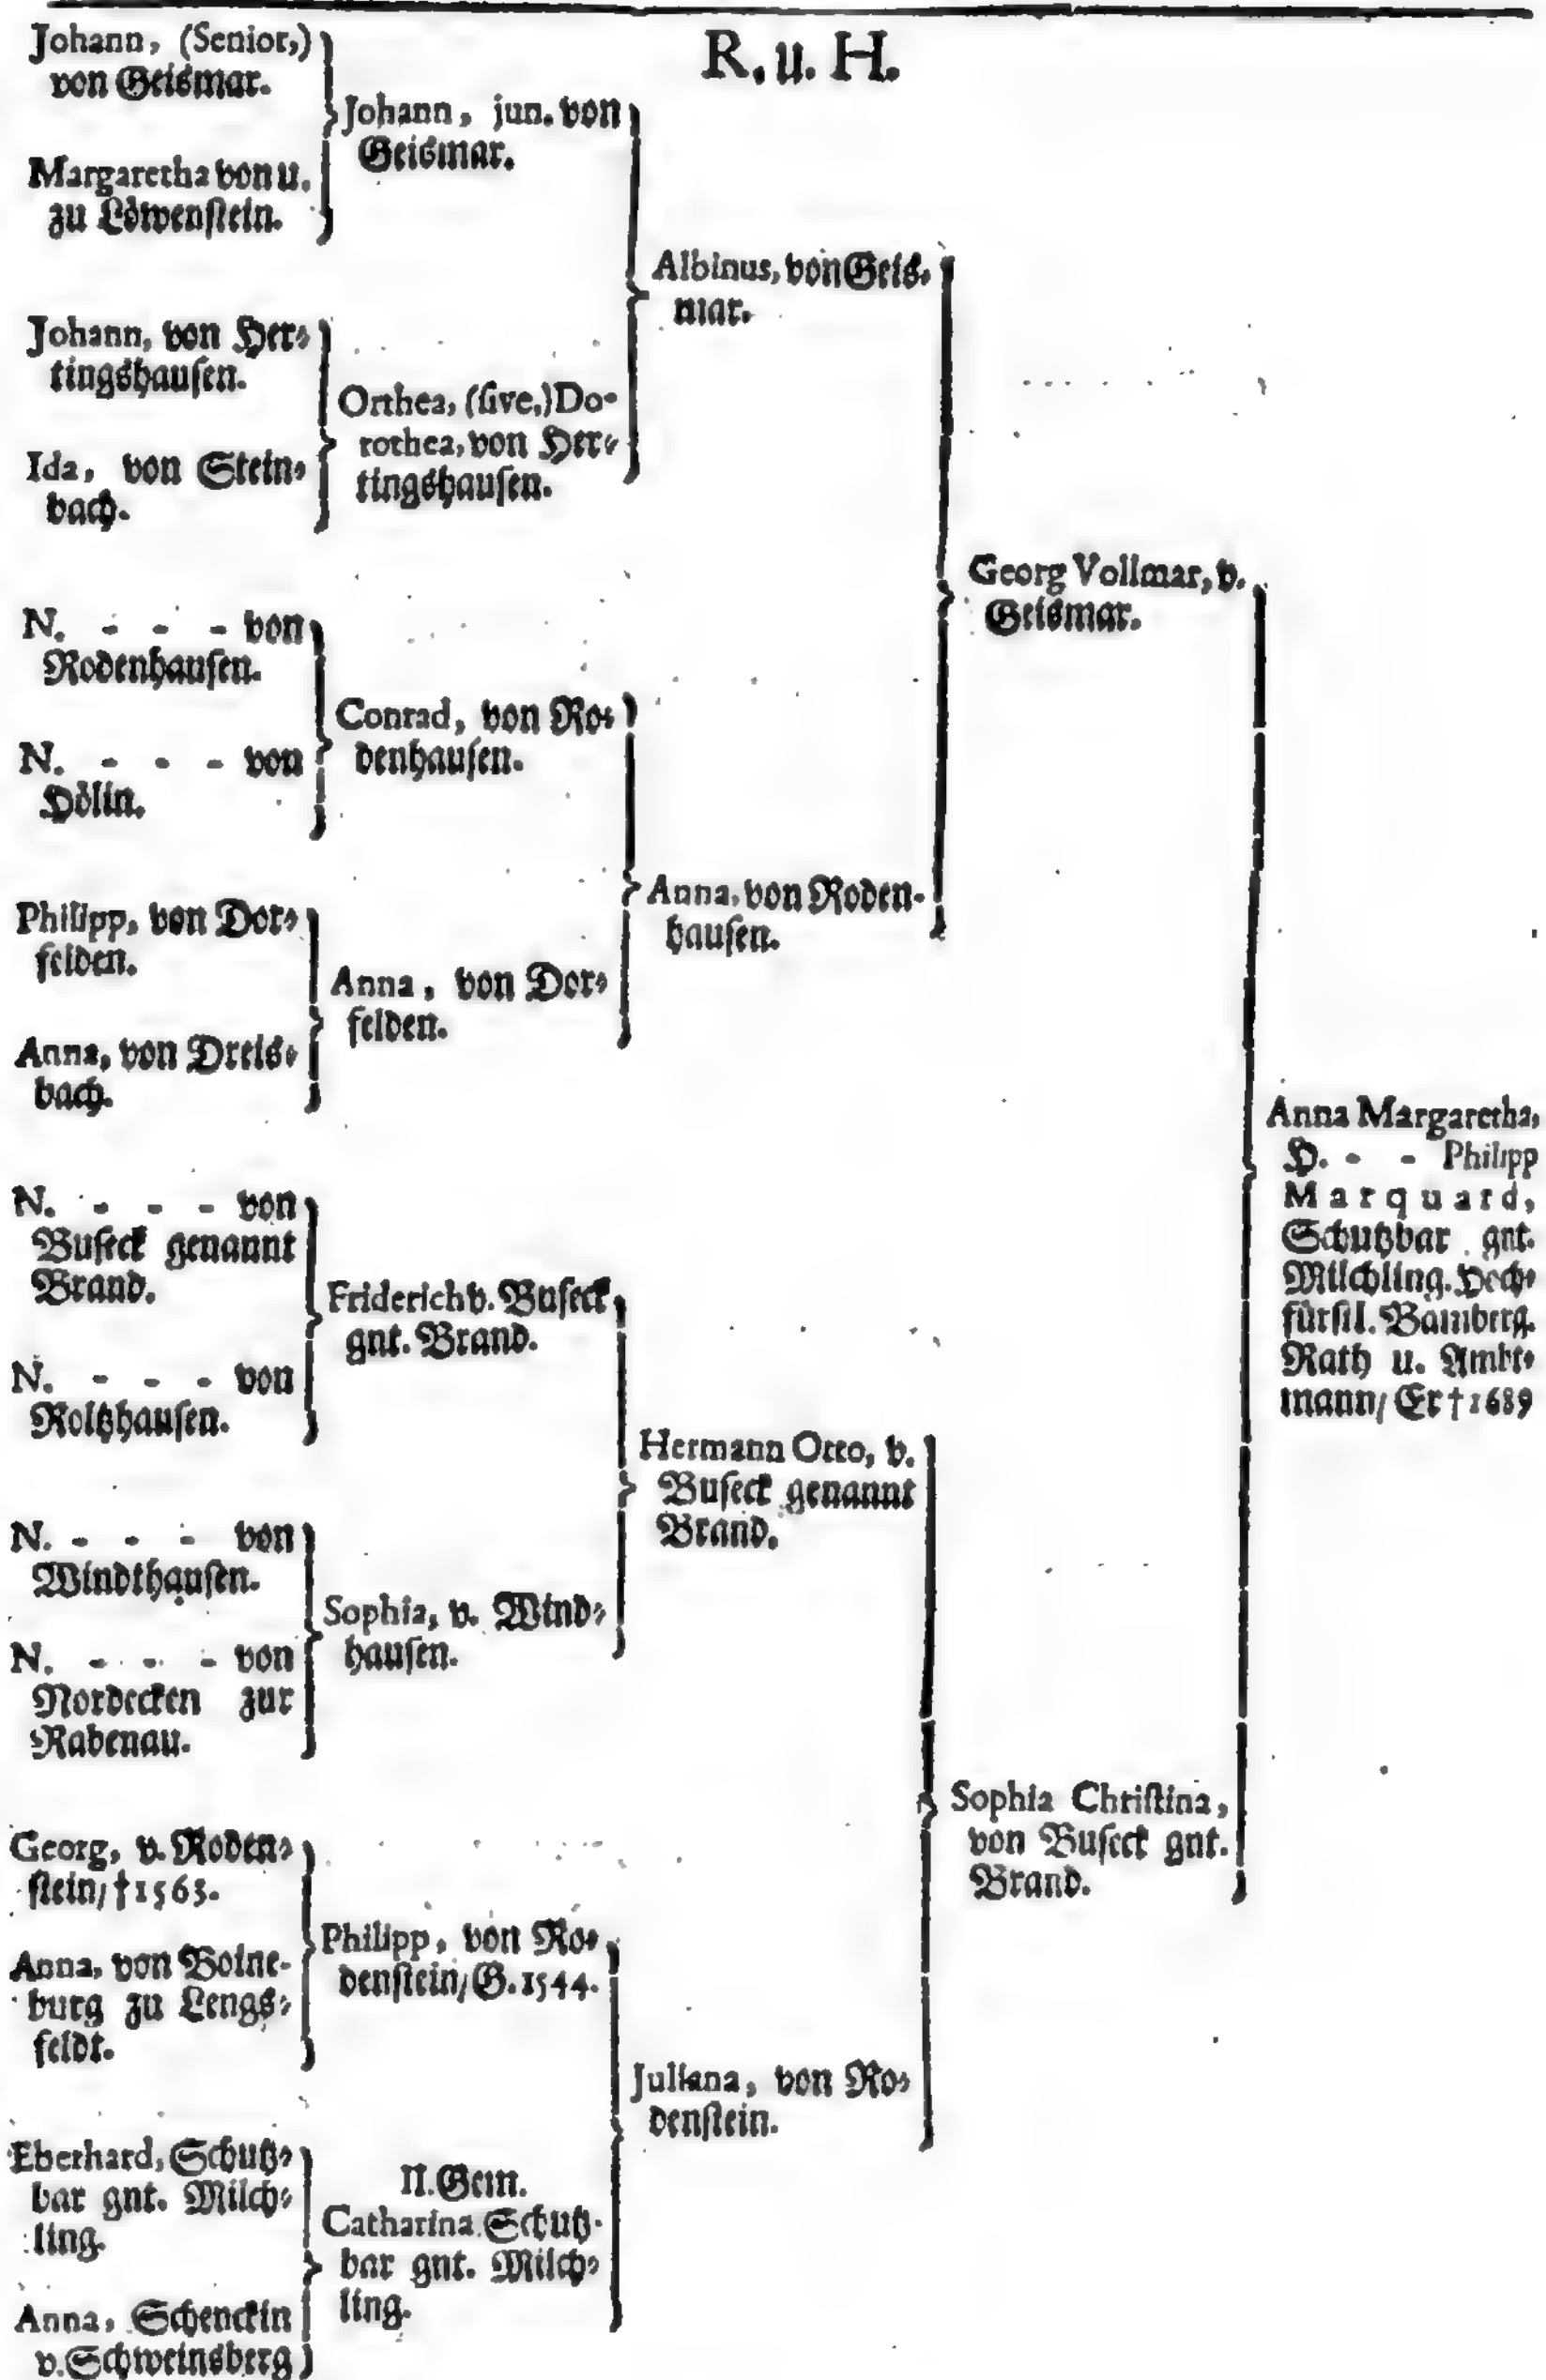 R. u. H.
Johann, (Senior,)
von Geismar.
Margaretha von u.
zu Löwenstein.
Johann, von Her-
tingshausen.
Ida, von Stein-
bach.
N. - - - von
Rodenhausen.
N. - - - von
Hölin.
Philipp, von Dor-
felden.
Anna, von Dreis-
bach.
N. - - - von
Buseck genannt
Brand.
N. - - - von
Roltzhausen.
N. - - - von
Windthausen.
N. - - - von
Nordecken zur
Rabenau.
Georg, v. Roden-
stein, † 1563.
Anna, von Boine-
burg zu Lengs-
feldt.
Eberhard, Schutz-
bar gnt. Milch-
ling.
Anna, Schenckin
v. Schweinsberg
Johann, jun. von
Geismar.
Orthea, (sive,) Do-
rothea, von Her-
tingshausen.
Conrad, von Ro-
denhausen.
Anna, von Dor-
felden.
Friderich v. Buseck
gnt. Brand.
Sophia, v. Wind-
hausen.
Philipp, von Ro-
denstein, G. 1544.
II. Gem.
Catharina Schutz-
bar gnt. Milch-
ling.
Albinus, von Geis-
mar.
Anna, von Roden-
hausen.
Hermann Otto, v.
Buseck genannt
Brand.
Juliana, von Ro-
denstein.
Georg Vollmar, v.
Geismar.
Sophia Christina,
von Buseck gnt.
Brand.
Anna Margaretha,
H. - - Philipp
Marquard,
Schutzbar gnt.
Milchling. Hoch-
fürstl. Bamberg.
Rath u. Ambt-
mann, Er † 1689